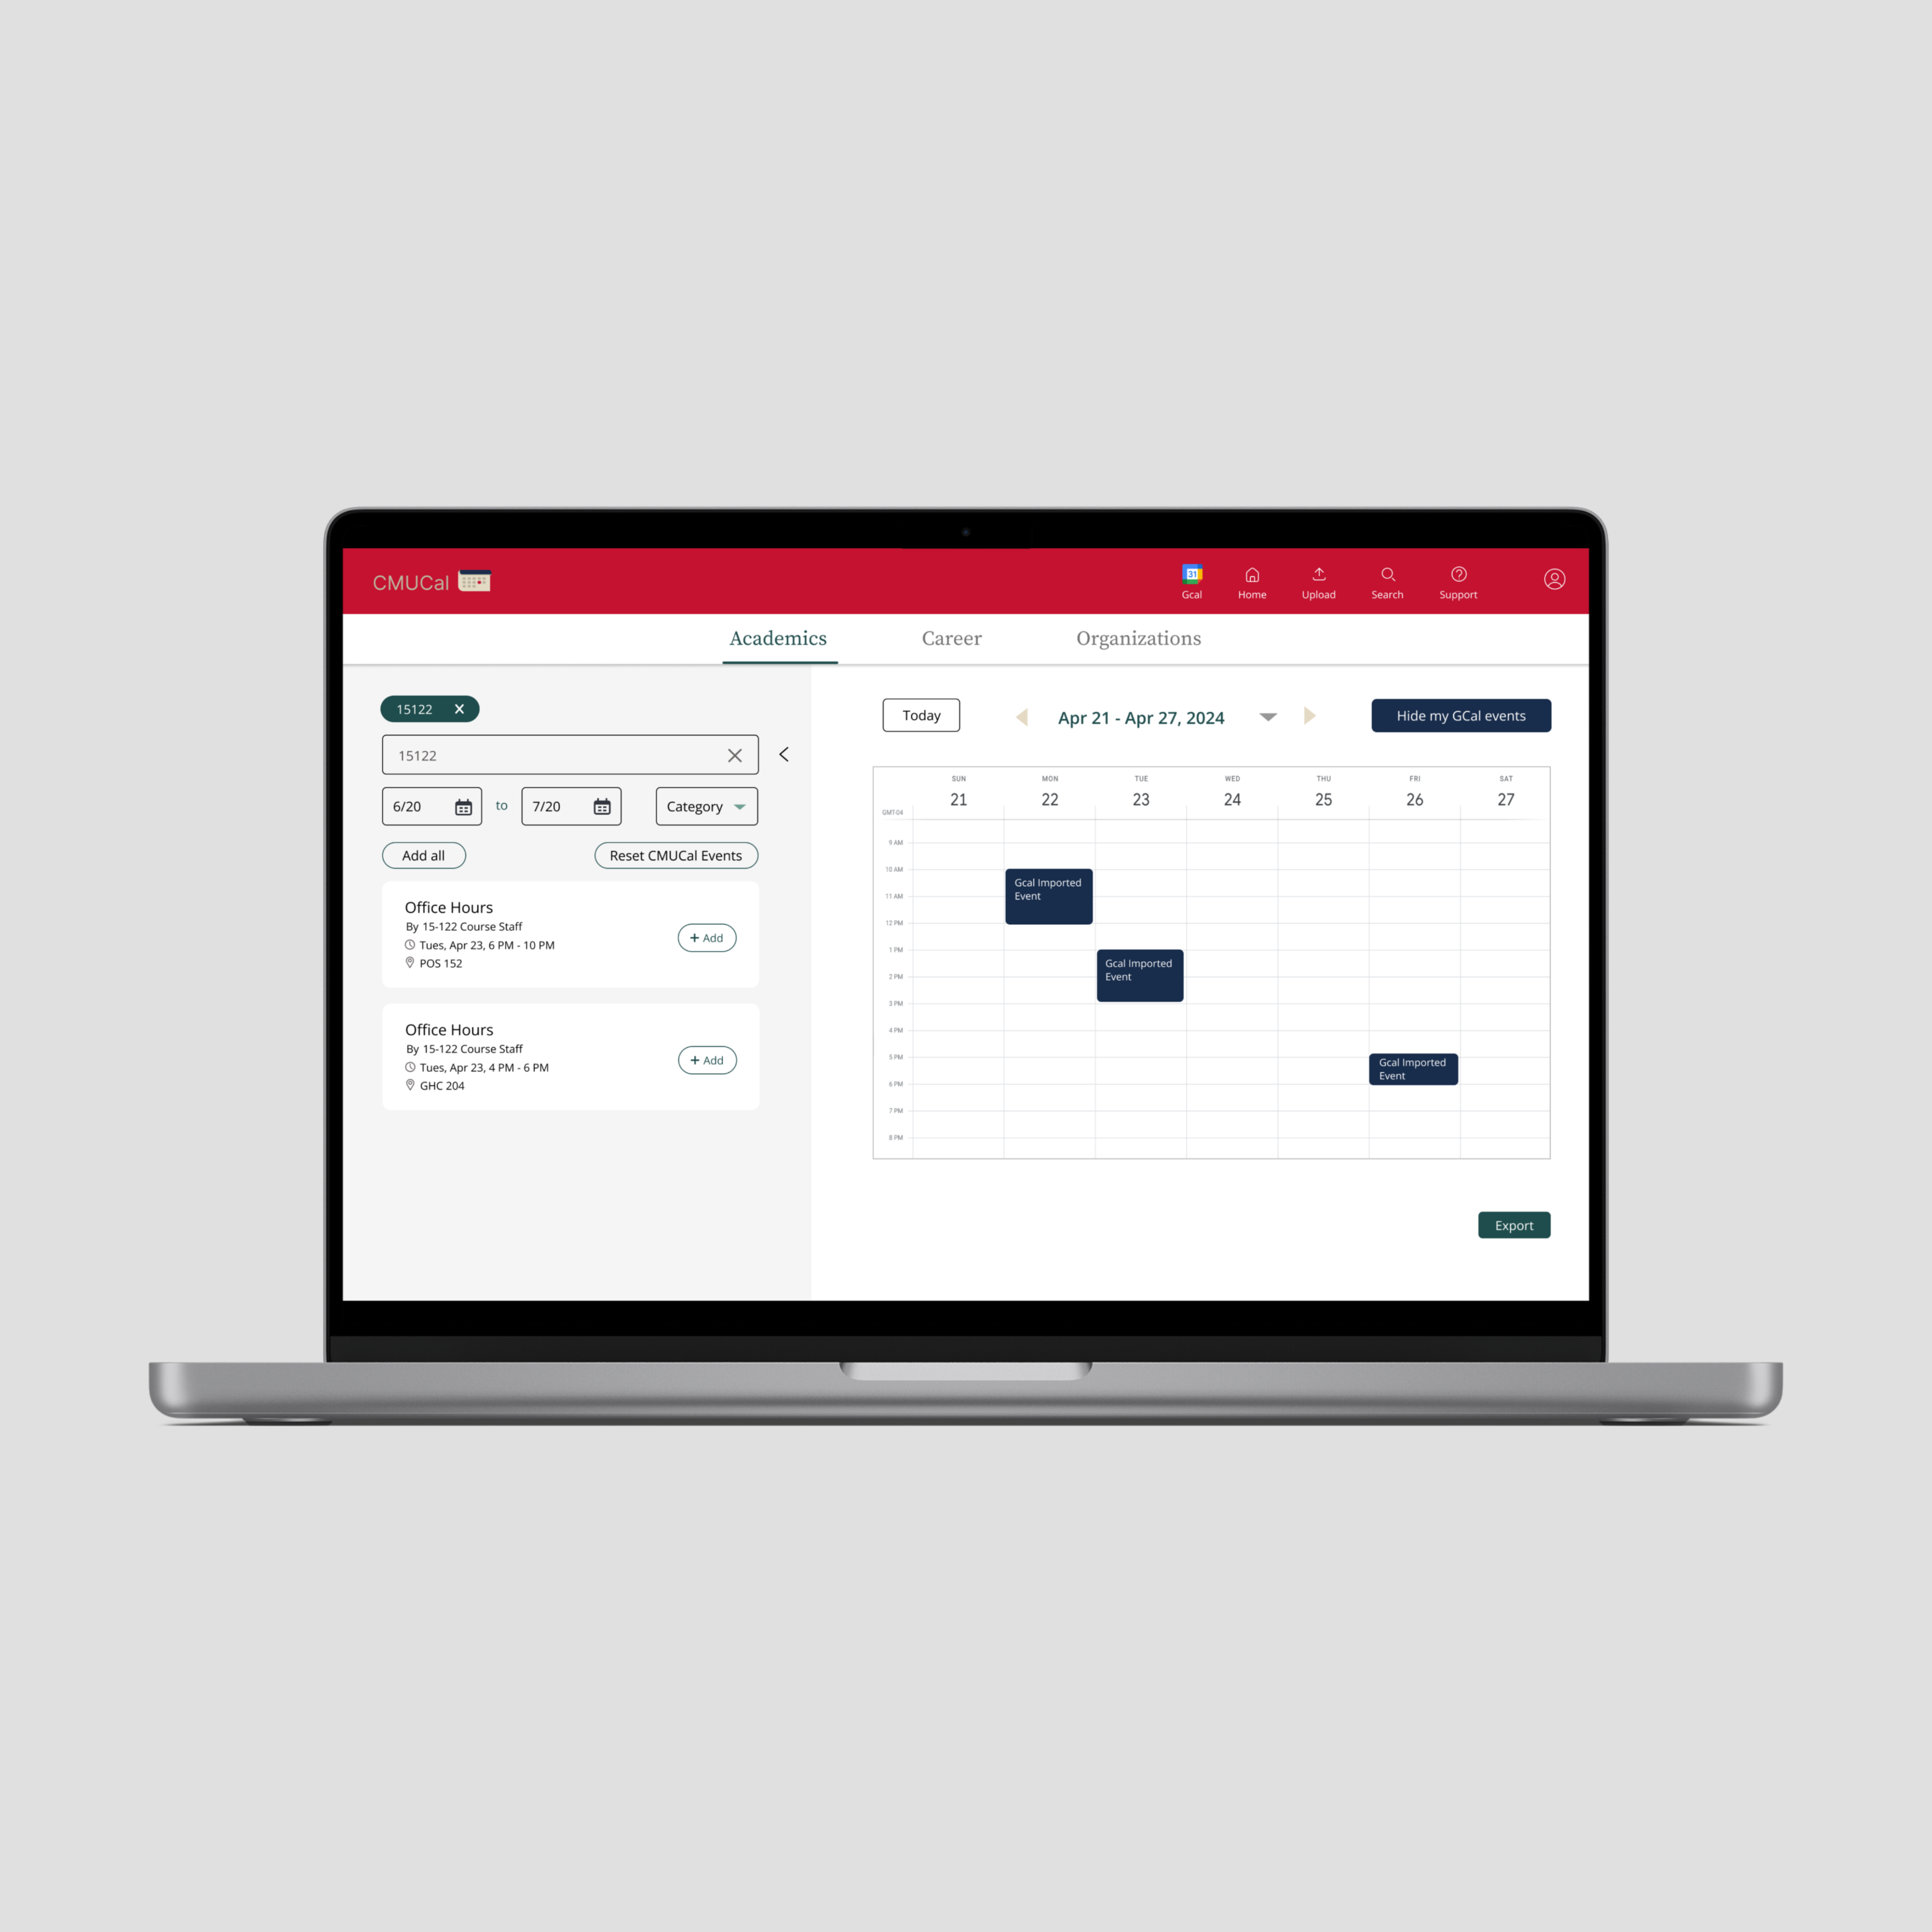 CMUCal
31
Gcal
Home
Upload
Search
Support
Academics
Career
Organizations
15122
15122
6/20
to
7/20
Category
Add all
Reset CMUCal Events
Office Hours
By 15-122 Course Staff
Tues, Apr 23, 6 PM - 10 PM
POS 152
+ Add
Office Hours
By 15-122 Course Staff
Tues, Apr 23, 4 PM - 6 PM
GHC 204
+ Add
Today
Apr 21 - Apr 27, 2024
Hide my GCal events
SUN MON TUE WED THU FRI SAT
21 22 23 24 25 26 27
GMT-04
9 AM
10 AM
Gcal Imported
Event
11 AM
12 PM
1 PM
Gcal Imported
Event
2 PM
3 PM
4 PM
5 PM
Gcal Imported
Event
6 PM
7 PM
8 PM
Export